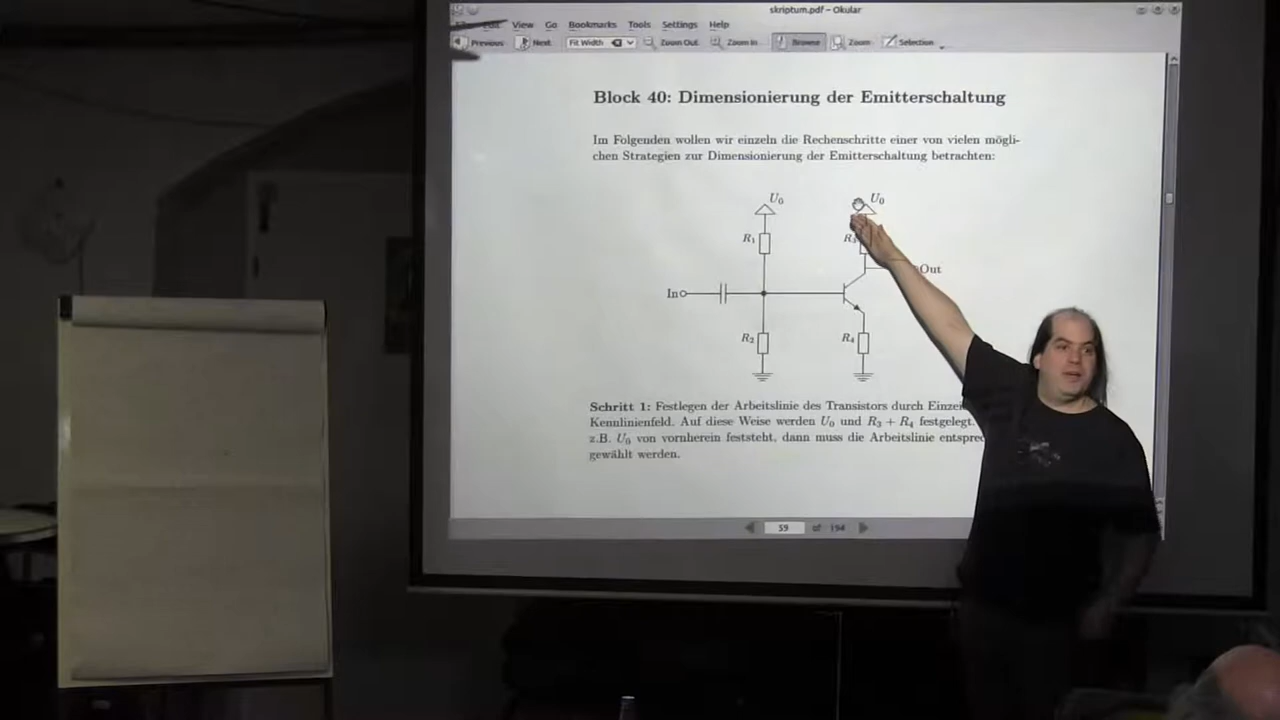 skriptum.pdf – Okular
View Go Bookmarks Tools Settings Help
Previous Next Fit Width Zoom Out Zoom In Browse Zoom Selection
Block 40: Dimensionierung der Emitterschaltung
Im Folgenden wollen wir einzeln die Rechenschritte einer von vielen mögli-
chen Strategien zur Dimensionierung der Emitterschaltung betrachten:
U₀ U₀
R₁ R₃
Out
In
R₂ R₄
Schritt 1: Festlegen der Arbeitslinie des Transistors durch Einzei
Kennlinienfeld. Auf diese Weise werden U₀ und R₃ + R₄ festgelegt.
z.B. U₀ von vornherein feststeht, dann muss die Arbeitslinie entsprec
gewählt werden.
59 of 194